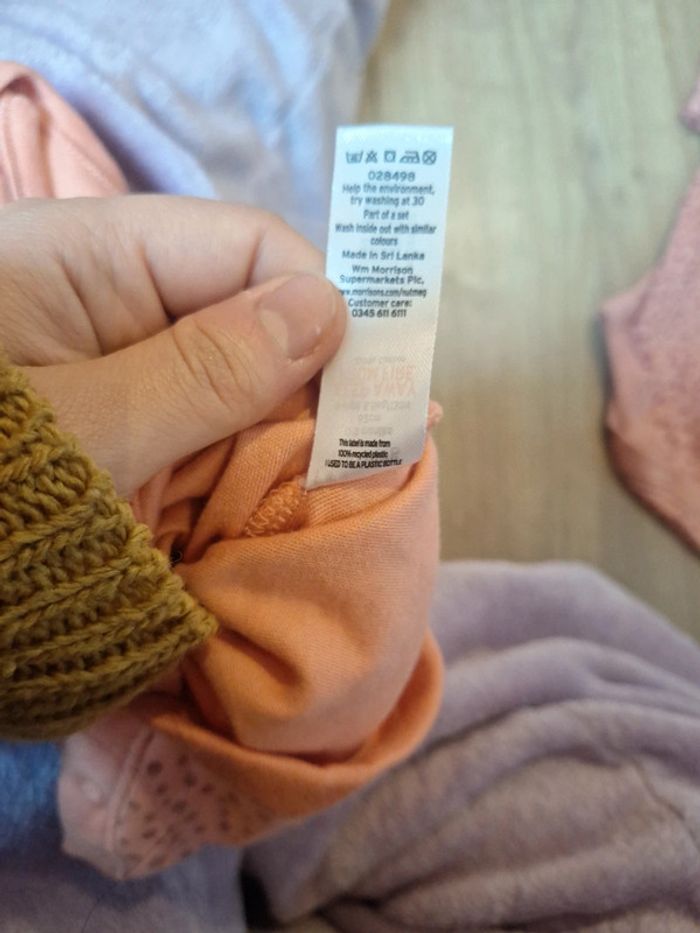 028498
Help the environment,
try washing at 30
Part of a set
Wash inside out with similar
colours
Made in Sri Lanka
Wm Morrison
Supermarkets Plc,
www.morrisons.com/nutmeg
Customer care:
0345 611 6111
This label is made from
100% recycled plastic
I USED TO BE A PLASTIC BOTTLE